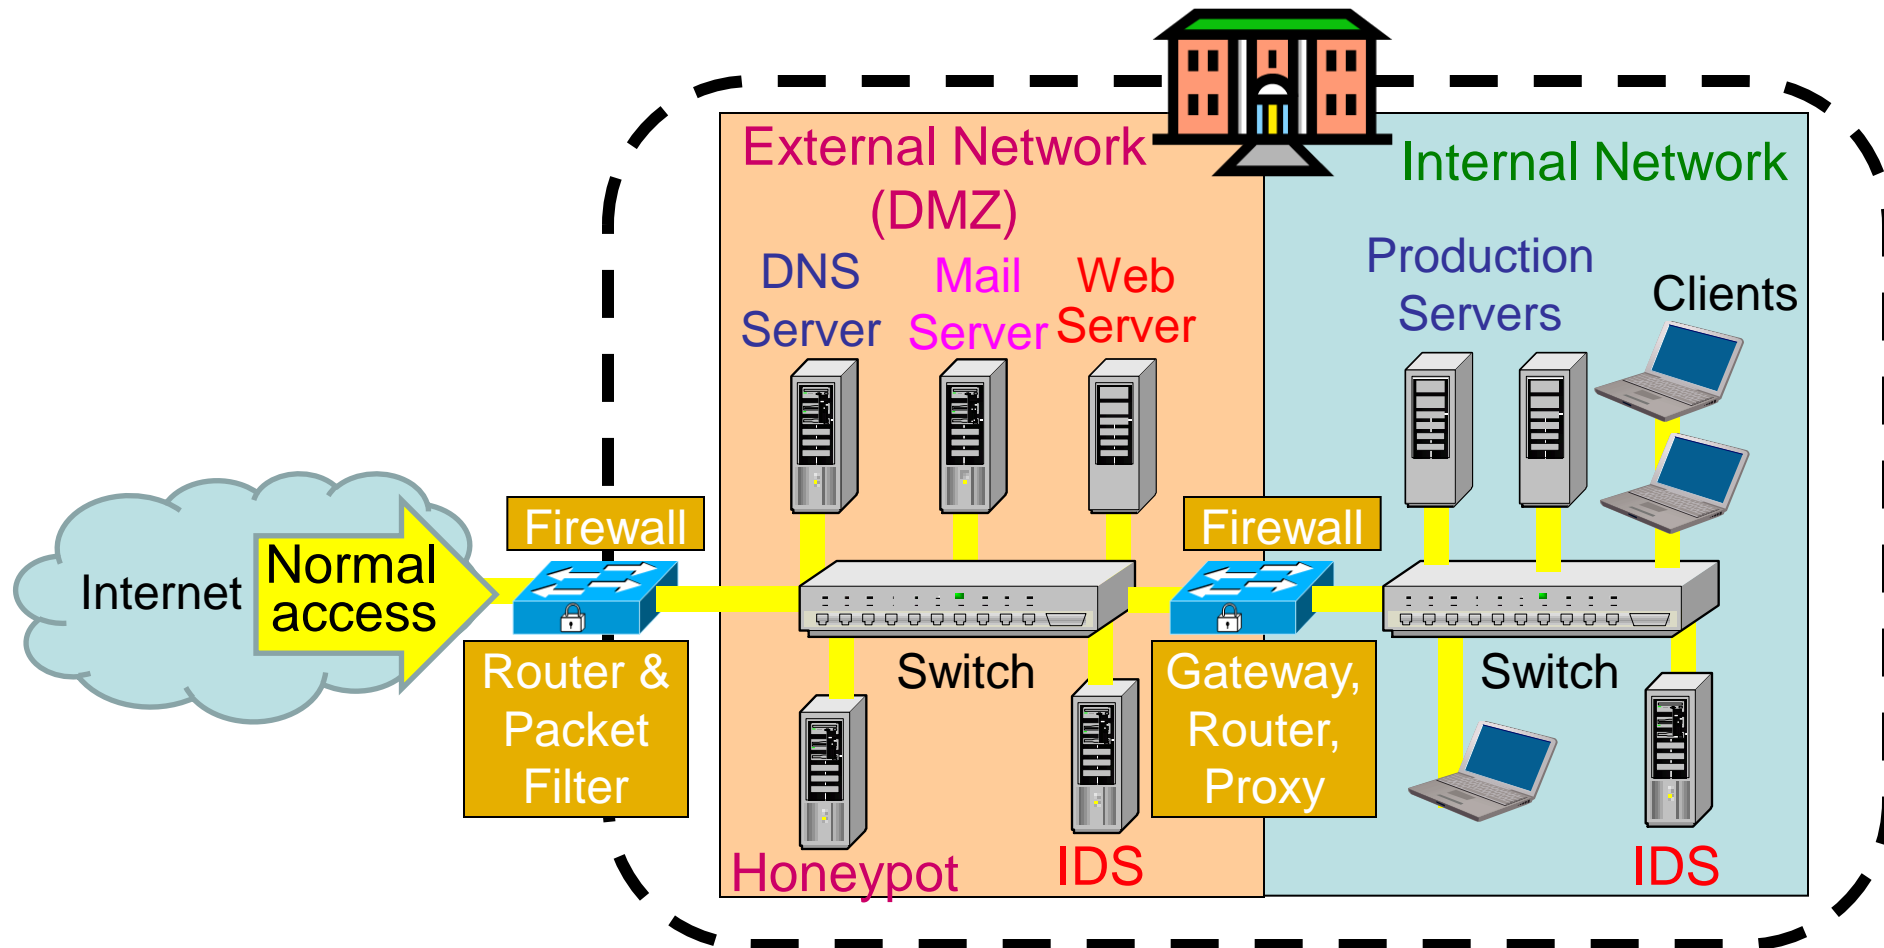 External Network
(DMZ)
Internal Network
DNS
Server
Mail
Server
Web
Server
Production
Servers
Clients
Internet
Normal
access
Firewall
Router &
Packet
Filter
Switch
Firewall
Gateway,
Router,
Proxy
Switch
Honeypot
IDS
IDS